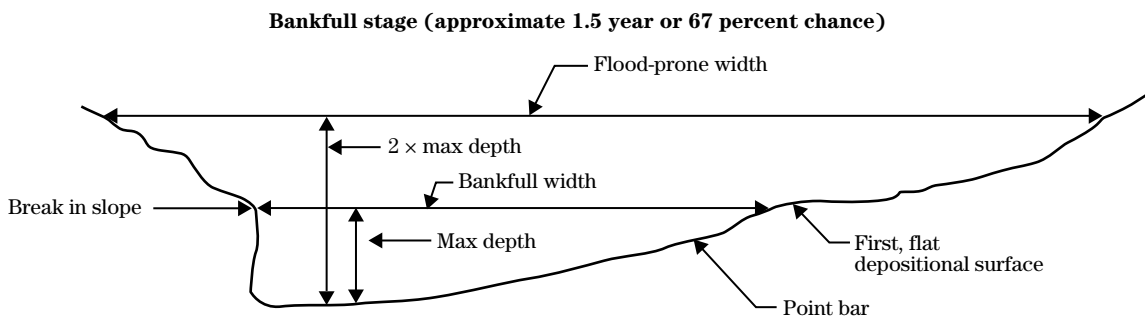 Bankfull stage (approximate 1.5 year or 67 percent chance)
Flood-prone width
2 × max depth
Bankfull width
Break in slope
Max depth
First, flat
depositional surface
Point bar